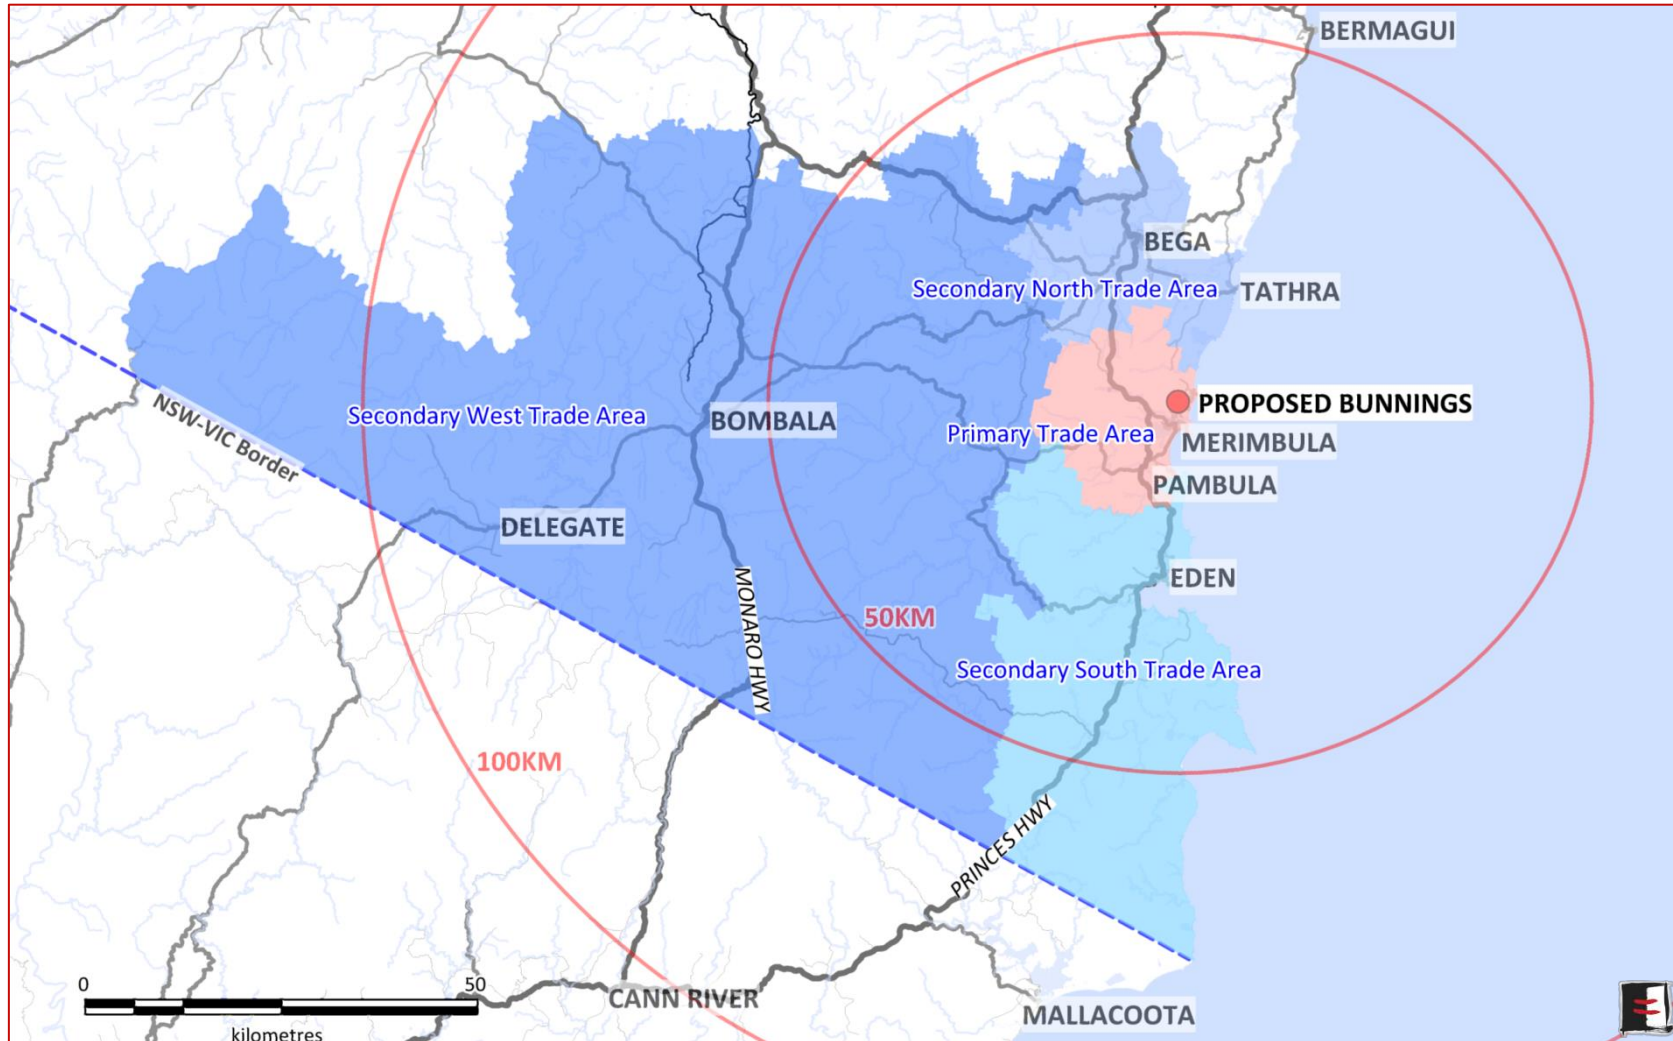 BERMAGUI
BEGA
Secondary North Trade Area
TATHRA
PROPOSED BUNNINGS
Secondary West Trade Area
BOMBALA
Primary Trade Area
MERIMBULA
NSW-VIC Border
PAMBULA
DELEGATE
EDEN
MONARO HWY
50KM
Secondary South Trade Area
100KM
PRINCES HWY
0
50
kilometres
CANN RIVER
MALLACOOTA